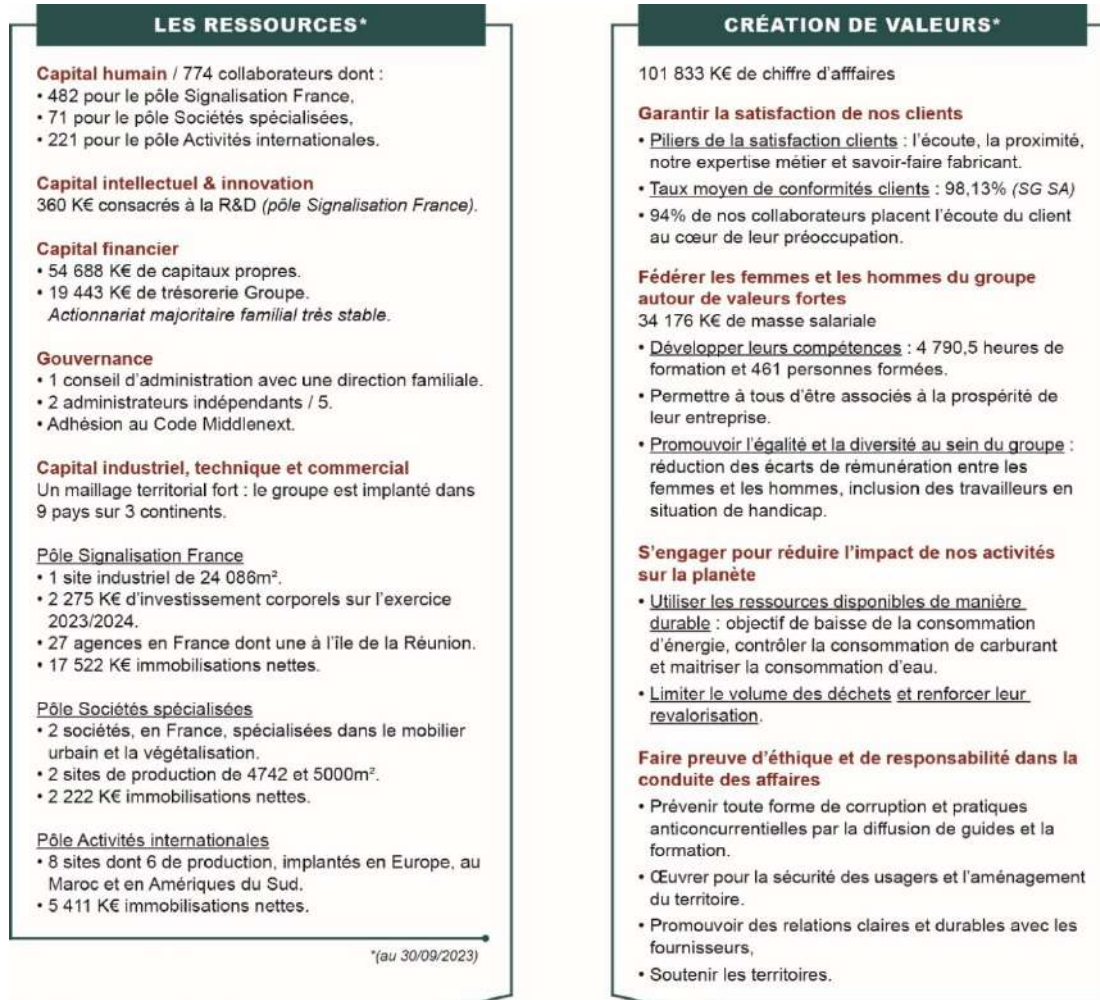 LES RESSOURCES*
Capital humain / 774 collaborateurs dont :
• 482 pour le pôle Signalisation France,
• 71 pour le pôle Sociétés spécialisées,
• 221 pour le pôle Activités internationales.
Capital intellectuel & innovation
360 K€ consacrés à la R&D (pôle Signalisation France).
Capital financier
• 54 688 K€ de capitaux propres.
• 19 443 K€ de trésorerie Groupe.
Actionnariat majoritaire familial très stable.
Gouvernance
• 1 conseil d'administration avec une direction familiale.
• 2 administrateurs indépendants / 5.
• Adhésion au Code Middlenext.
Capital industriel, technique et commercial
Un maillage territorial fort : le groupe est implanté dans
9 pays sur 3 continents.
Pôle Signalisation France
• 1 site industriel de 24 086m².
• 2 275 K€ d'investissement corporels sur l'exercice
2023/2024.
• 27 agences en France dont une à l'île de la Réunion.
• 17 522 K€ immobilisations nettes.
Pôle Sociétés spécialisées
• 2 sociétés, en France, spécialisées dans le mobilier
urbain et la végétalisation.
• 2 sites de production de 4742 et 5000m².
• 2 222 K€ immobilisations nettes.
Pôle Activités internationales
• 8 sites dont 6 de production, implantés en Europe, au
Maroc et en Amériques du Sud.
• 5 411 K€ immobilisations nettes.
*(au 30/09/2023)
CRÉATION DE VALEURS*
101 833 K€ de chiffre d'afffaires
Garantir la satisfaction de nos clients
• Piliers de la satisfaction clients : l'écoute, la proximité,
notre expertise métier et savoir-faire fabricant.
• Taux moyen de conformités clients : 98,13% (SG SA)
• 94% de nos collaborateurs placent l'écoute du client
au cœur de leur préoccupation.
Fédérer les femmes et les hommes du groupe
autour de valeurs fortes
34 176 K€ de masse salariale
• Développer leurs compétences : 4 790,5 heures de
formation et 461 personnes formées.
• Permettre à tous d'être associés à la prospérité de
leur entreprise.
• Promouvoir l'égalité et la diversité au sein du groupe :
réduction des écarts de rémunération entre les
femmes et les hommes, inclusion des travailleurs en
situation de handicap.
S'engager pour réduire l'impact de nos activités
sur la planète
• Utiliser les ressources disponibles de manière
durable : objectif de baisse de la consommation
d'énergie, contrôler la consommation de carburant
et maitriser la consommation d'eau.
• Limiter le volume des déchets et renforcer leur
revalorisation.
Faire preuve d'éthique et de responsabilité dans la
conduite des affaires
• Prévenir toute forme de corruption et pratiques
anticoncurrentielles par la diffusion de guides et la
formation.
• Œuvrer pour la sécurité des usagers et l'aménagement
du territoire.
• Promouvoir des relations claires et durables avec les
fournisseurs,
• Soutenir les territoires.